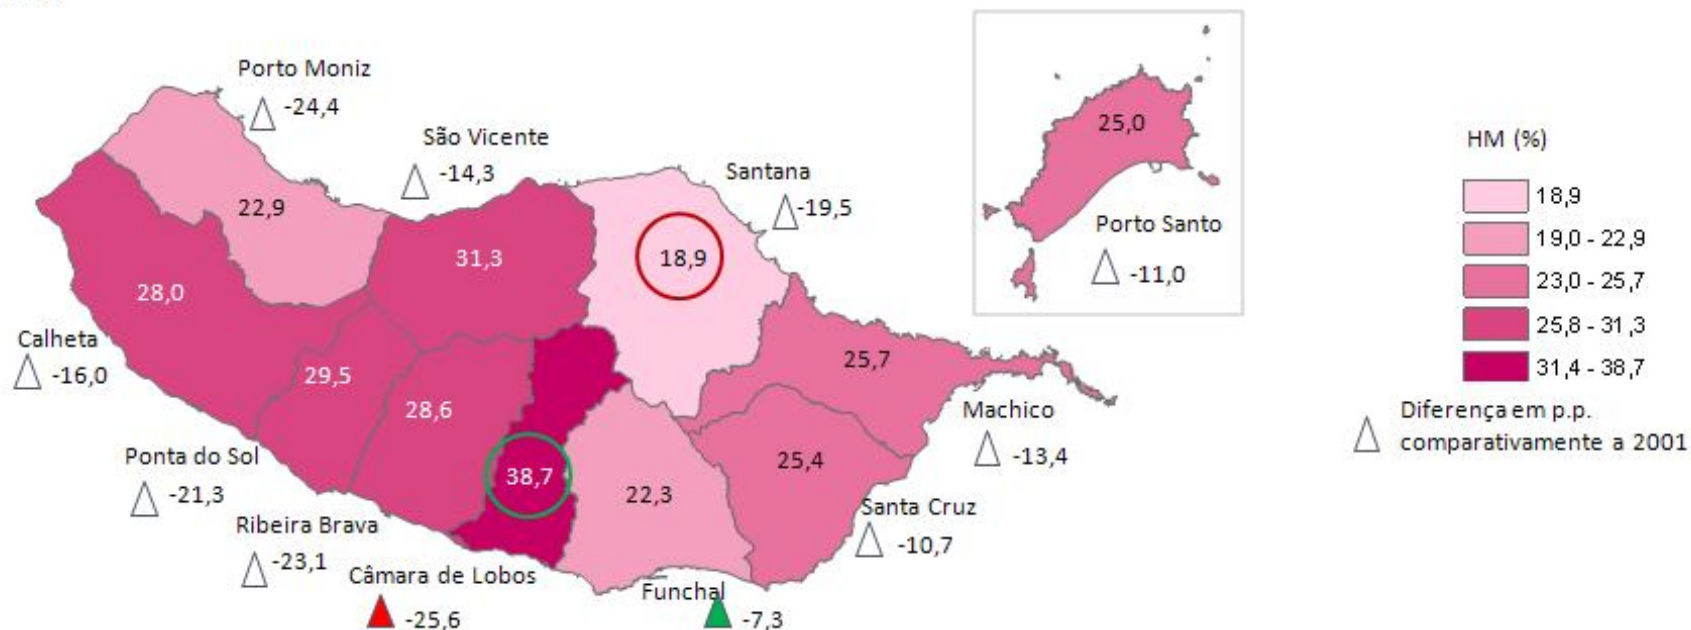 Porto Moniz
-24,4
22,9
São Vicente
-14,3
31,3
Santana
-19,5
18,9
25,0
Porto Santo
-11,0
28,0
Calheta
-16,0
29,5
Ponta do Sol
-21,3
28,6
Ribeira Brava
-23,1
38,7
Câmara de Lobos
-25,6
22,3
Funchal
-7,3
25,7
Machico
-13,4
25,4
Santa Cruz
-10,7
HM (%)
18,9
19,0 - 22,9
23,0 - 25,7
25,8 - 31,3
31,4 - 38,7
Diferença em p.p.
comparativamente a 2001